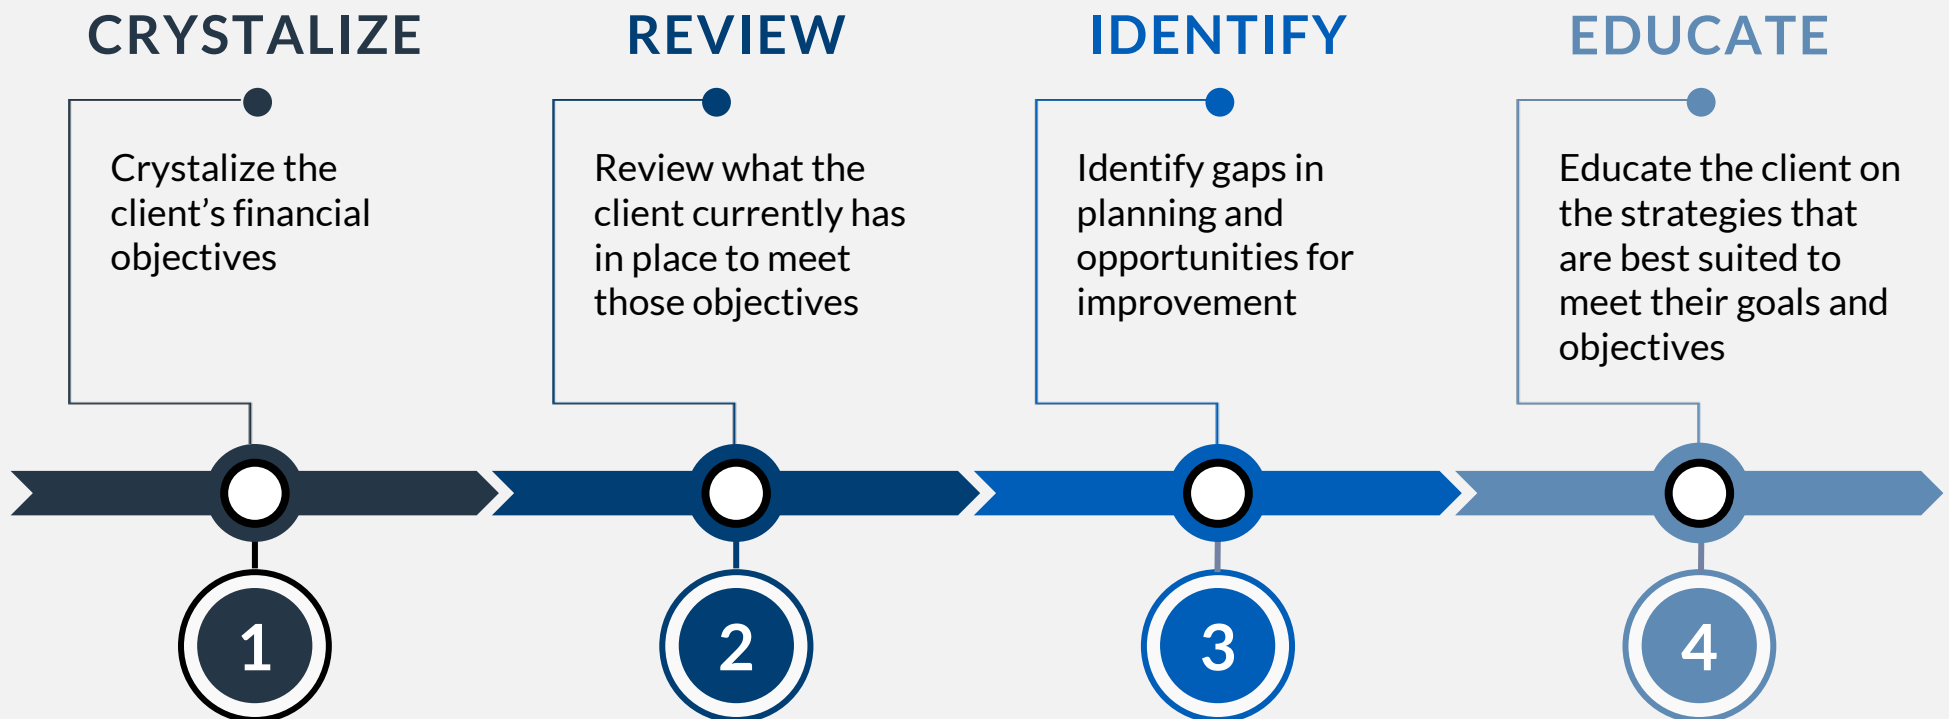 CRYSTALIZE
Crystalize the
client’s financial
objectives
1
REVIEW
Review what the
client currently has
in place to meet
those objectives
2
IDENTIFY
Identify gaps in
planning and
opportunities for
improvement
3
EDUCATE
Educate the client on
the strategies that
are best suited to
meet their goals and
objectives
4